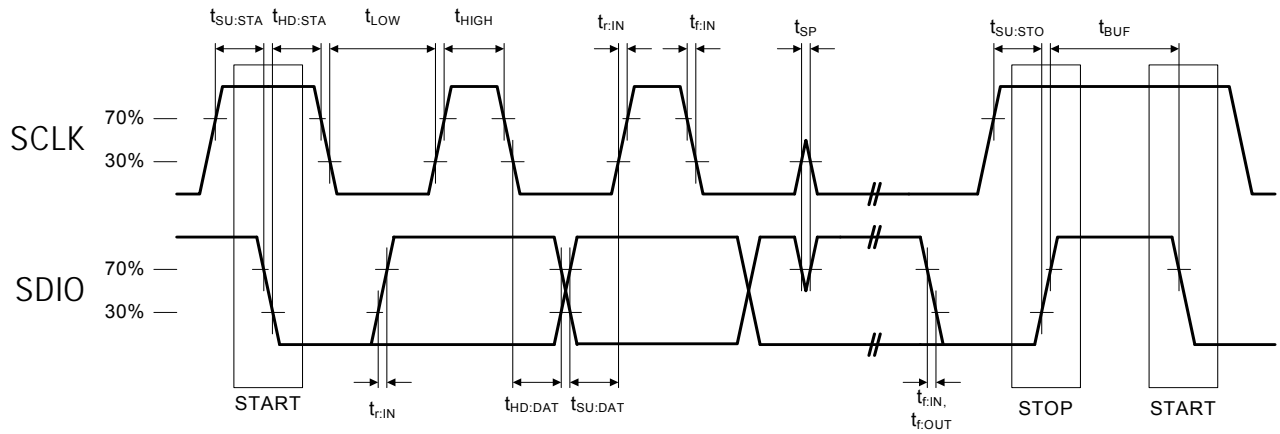 tSU:STA tHD:STA tLOW tHIGH tr:IN tf:IN tSP tSU:STO tBUF
SCLK
70%
30%
SDIO
70%
30%
START
tr:IN
tHD:DAT
tSU:DAT
tf:IN,
tf:OUT
STOP
START